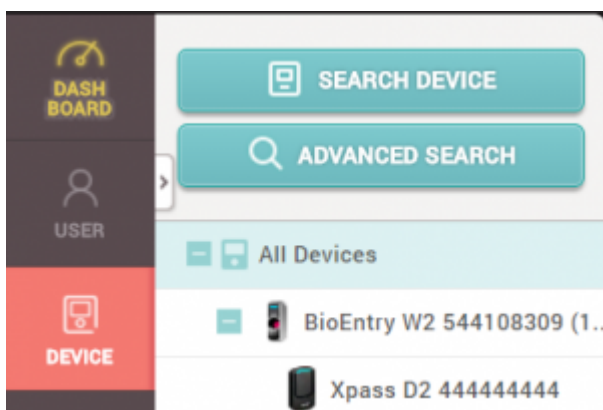 DASH
BOARD
USER
DEVICE
SEARCH DEVICE
ADVANCED SEARCH
All Devices
BioEntry W2 544108309 (1..
Xpass D2 444444444